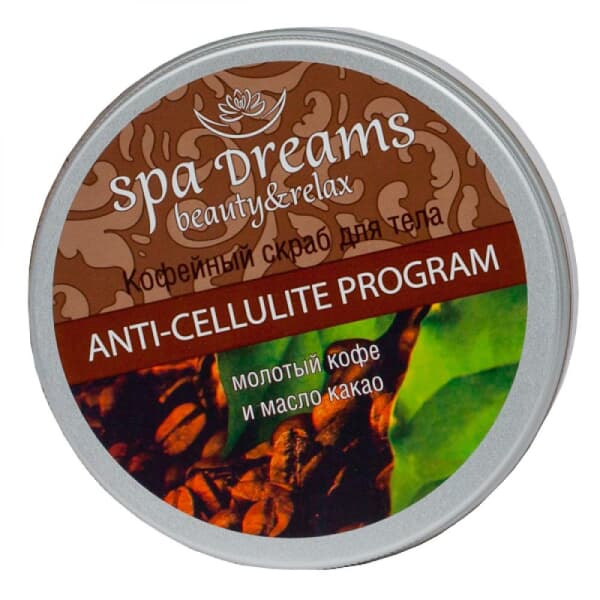 spa Dreams
beauty&relax
Кофейный скраб для тела
ANTI-CELLULITE PROGRAM
молотый кофе
и масло какао